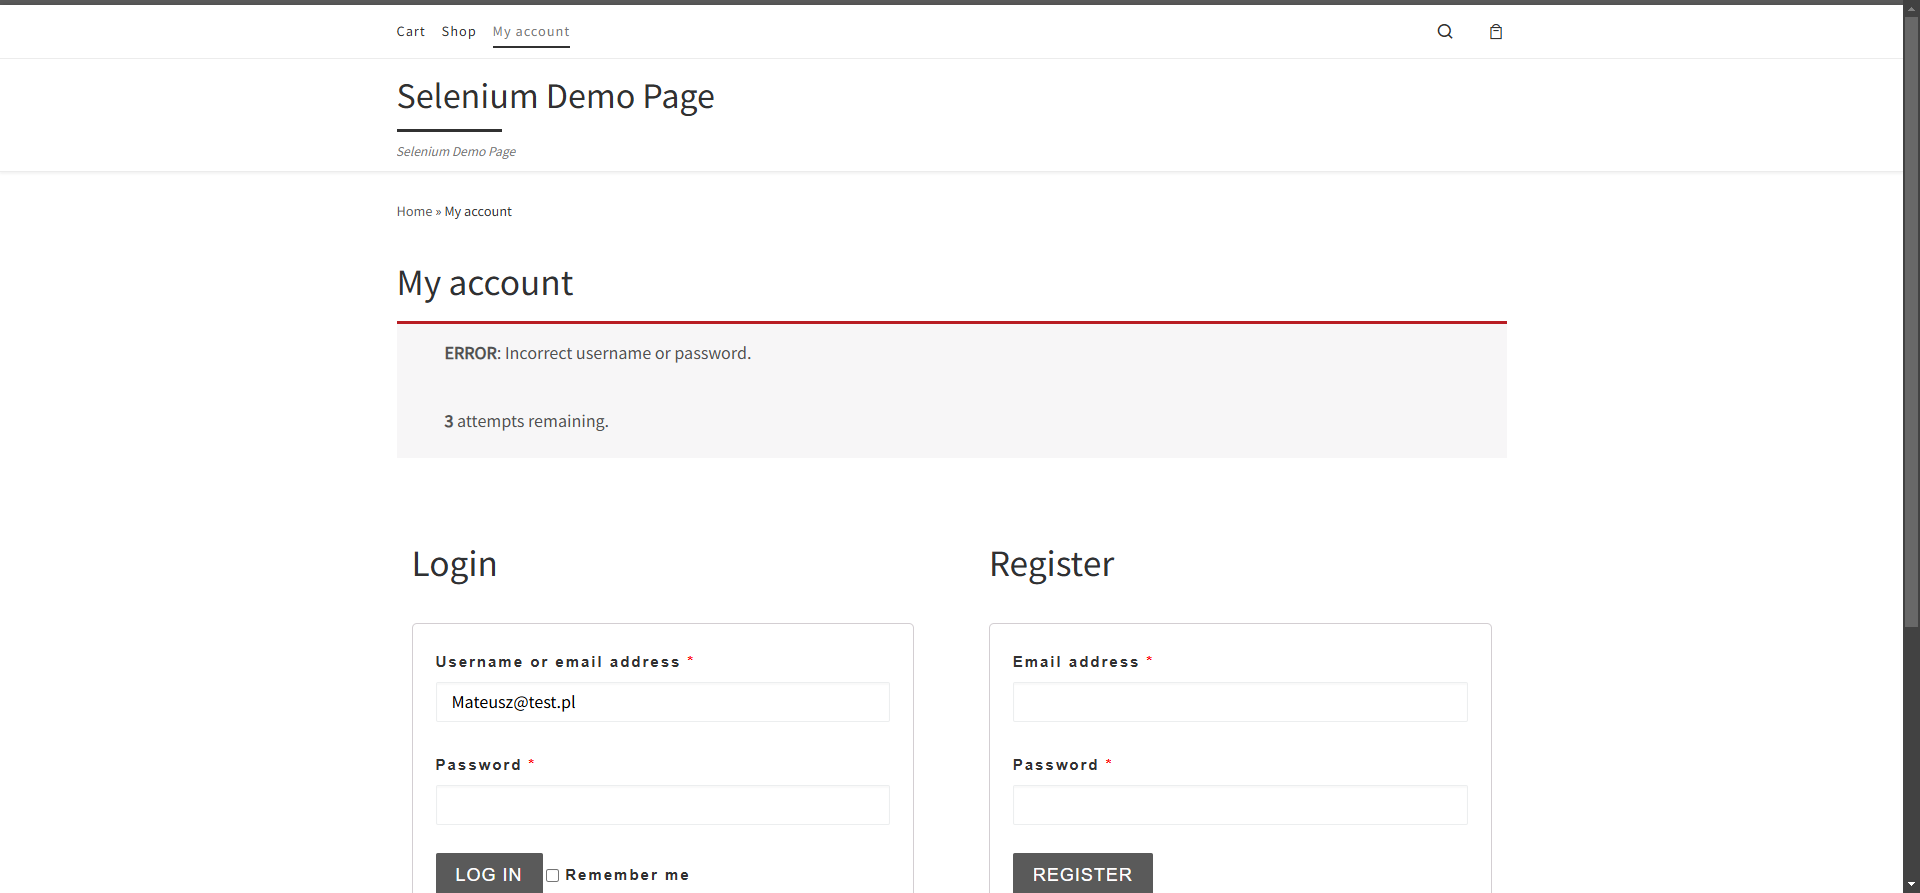 Cart Shop My account
Selenium Demo Page
Selenium Demo Page
Home » My account
My account
ERROR: Incorrect username or password.
3 attempts remaining.
Login
Username or email address *
Mateusz@test.pl
Password *
LOG IN Remember me
Register
Email address *
Password *
REGISTER